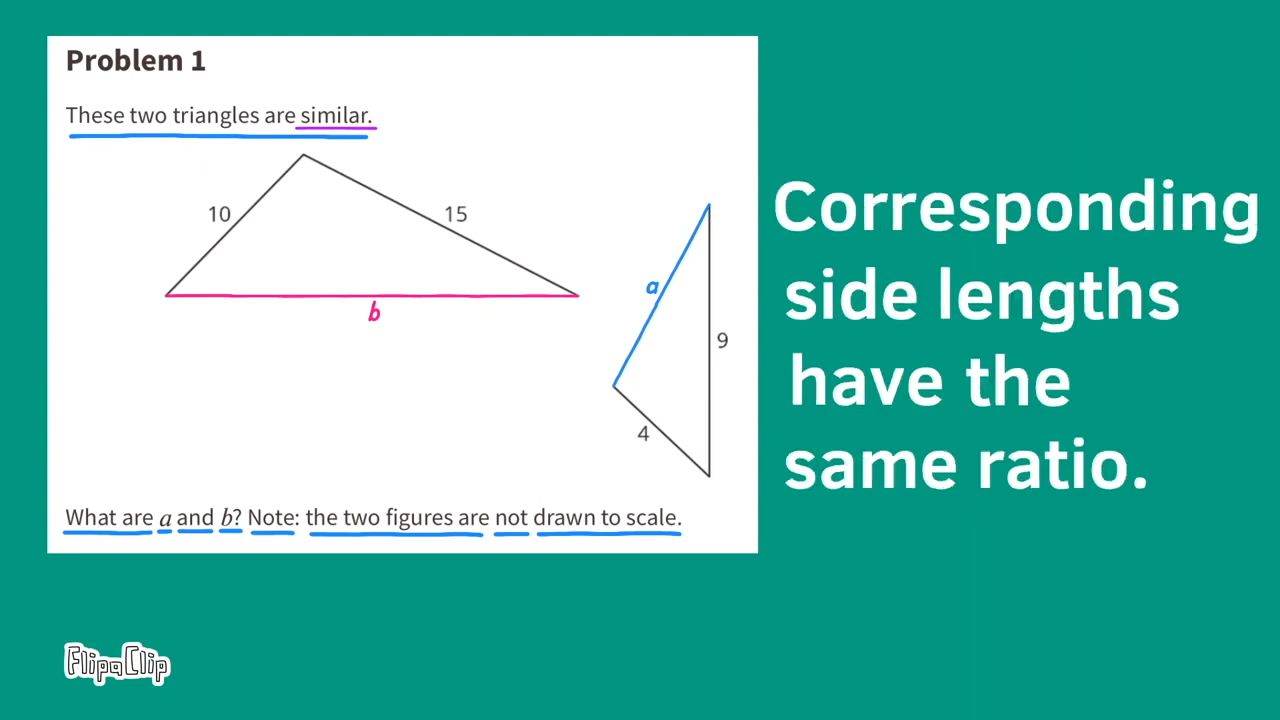 Problem 1
These two triangles are similar.
10
15
b
a
9
4
What are a and b? Note: the two figures are not drawn to scale.
Corresponding
side lengths
have the
same ratio.
FlipaClip